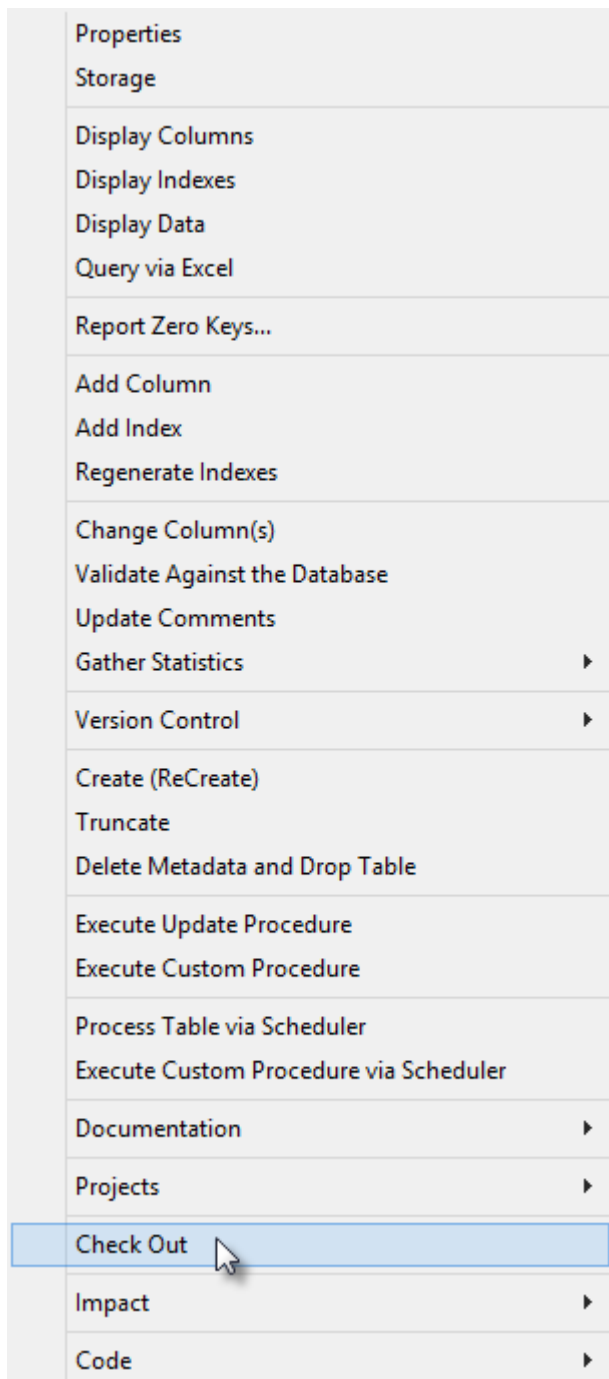 Properties
Storage
Display Columns
Display Indexes
Display Data
Query via Excel
Report Zero Keys...
Add Column
Add Index
Regenerate Indexes
Change Column(s)
Validate Against the Database
Update Comments
Gather Statistics
Version Control
Create (ReCreate)
Truncate
Delete Metadata and Drop Table
Execute Update Procedure
Execute Custom Procedure
Process Table via Scheduler
Execute Custom Procedure via Scheduler
Documentation
Projects
Check Out
Impact
Code